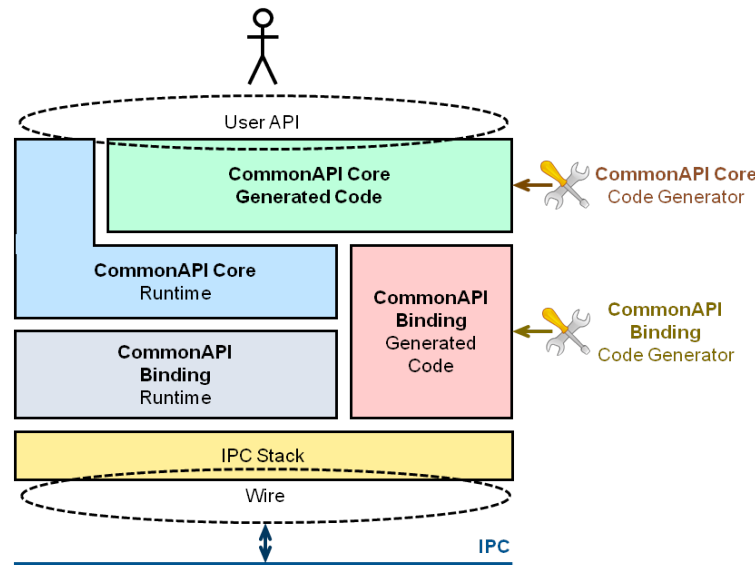 User API
CommonAPI Core
Generated Code
CommonAPI Core
Code Generator
CommonAPI Core
Runtime
CommonAPI
Binding
Generated
Code
CommonAPI
Binding
Code Generator
CommonAPI
Binding
Runtime
IPC Stack
Wire
IPC